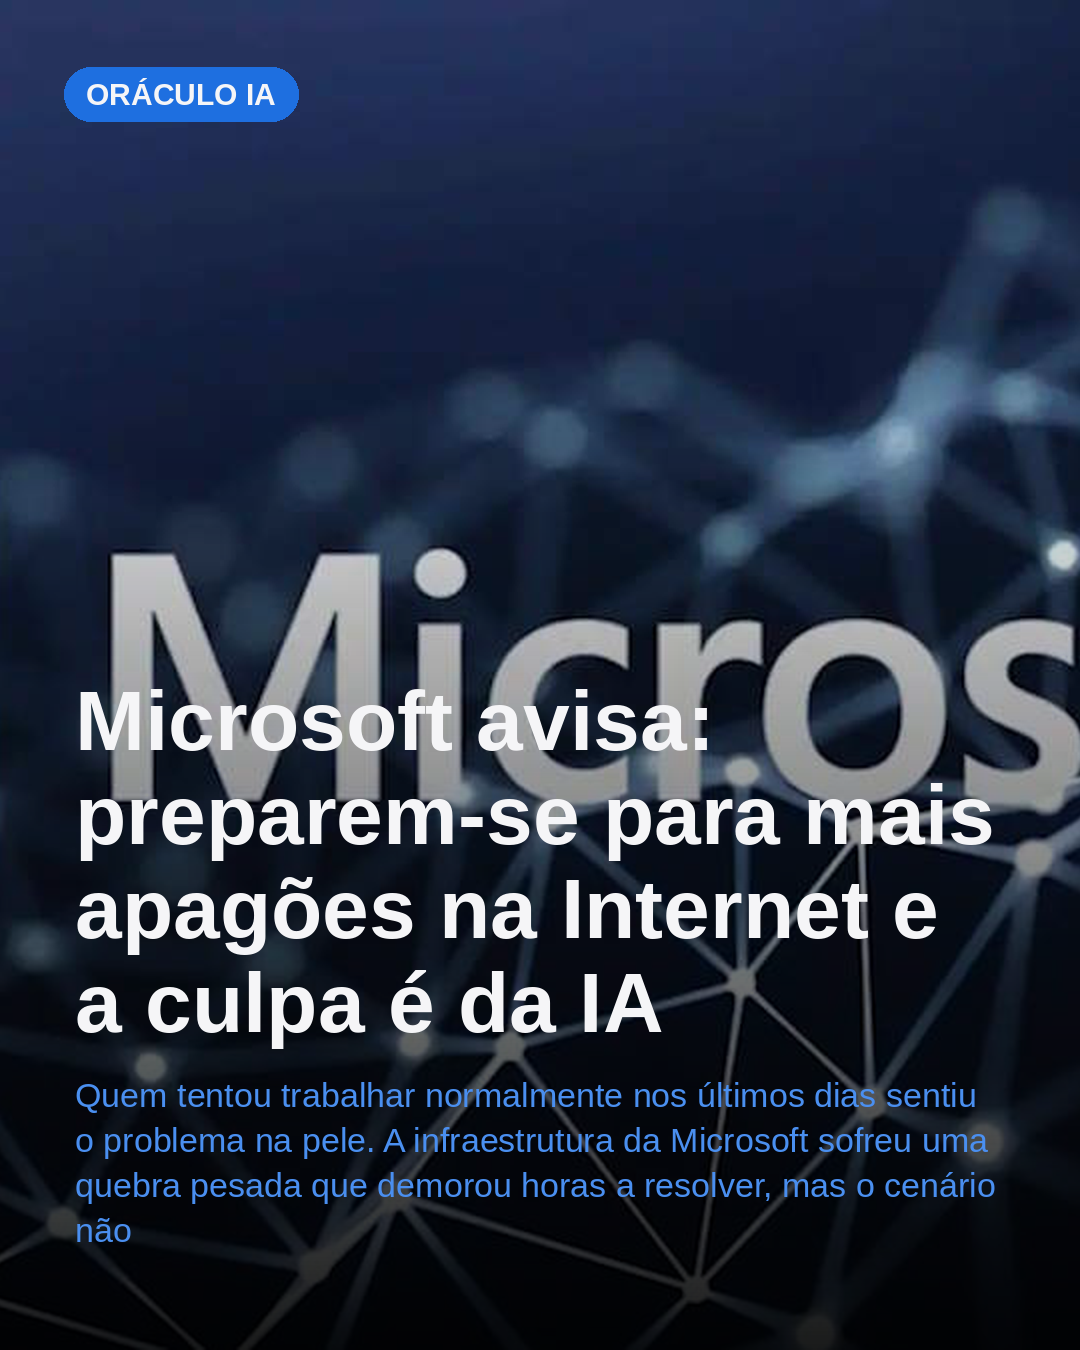 ORÁCULO IA
Micros
Microsoft avisa:
preparem-se para mais
apagões na Internet e
a culpa é da IA
Quem tentou trabalhar normalmente nos últimos dias sentiu
o problema na pele. A infraestrutura da Microsoft sofreu uma
quebra pesada que demorou horas a resolver, mas o cenário
não